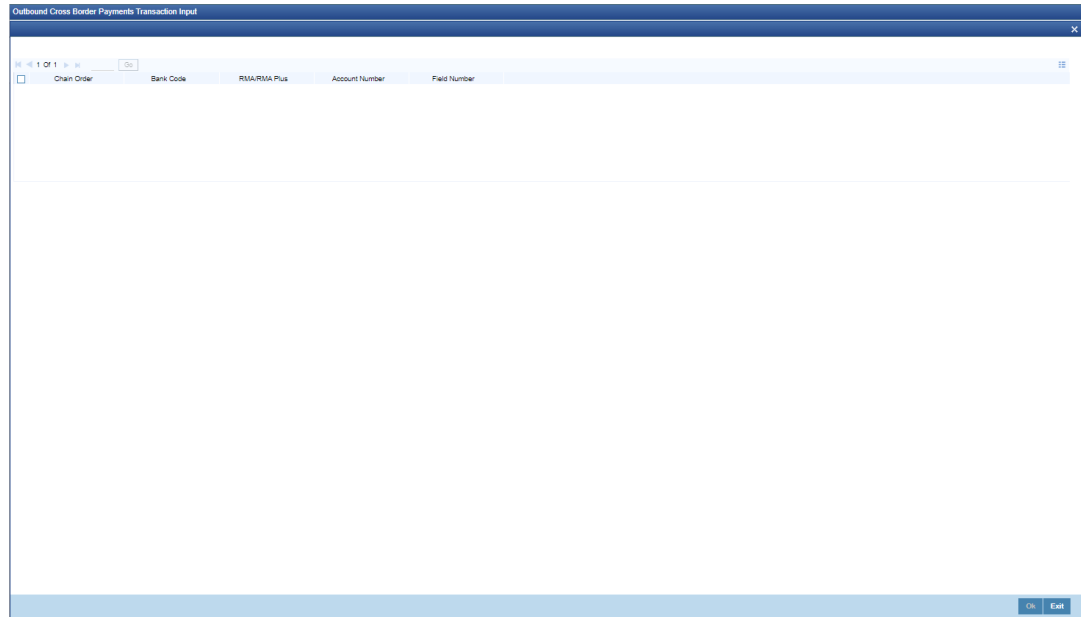 Outbound Cross Border Payments Transaction Input
1 Of 1 Go
Chain Order Bank Code RMA/RMA Plus Account Number Field Number
Ok Exit